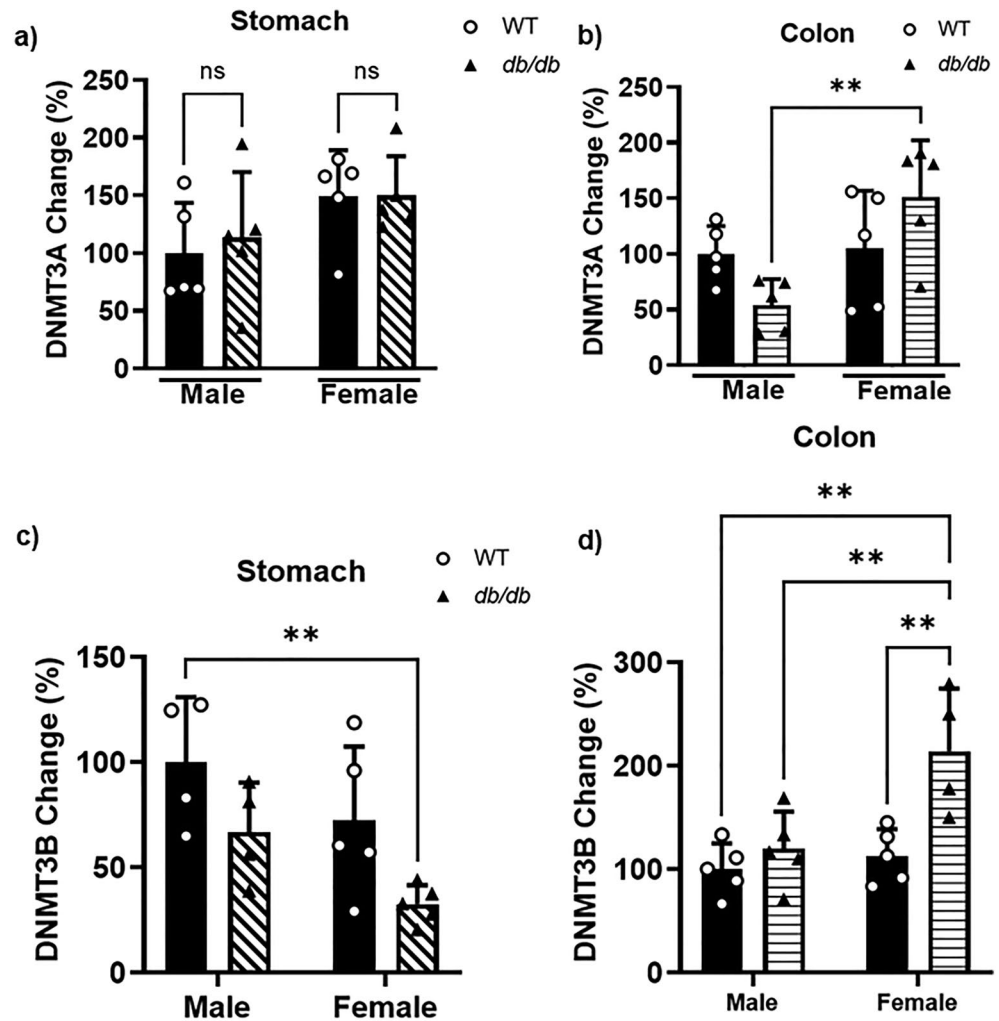 a)
Stomach
WT
db/db
DNMT3A Change (%)
250
200
150
100
50
0
ns
ns
Male
Female
b)
Colon
WT
db/db
DNMT3A Change (%)
250
200
150
100
50
0
**
Male
Female
c)
Stomach
WT
db/db
DNMT3B Change (%)
150
100
50
0
**
Male
Female
Colon
d)
**
**
**
DNMT3B Change (%)
300
200
100
0
Male
Female